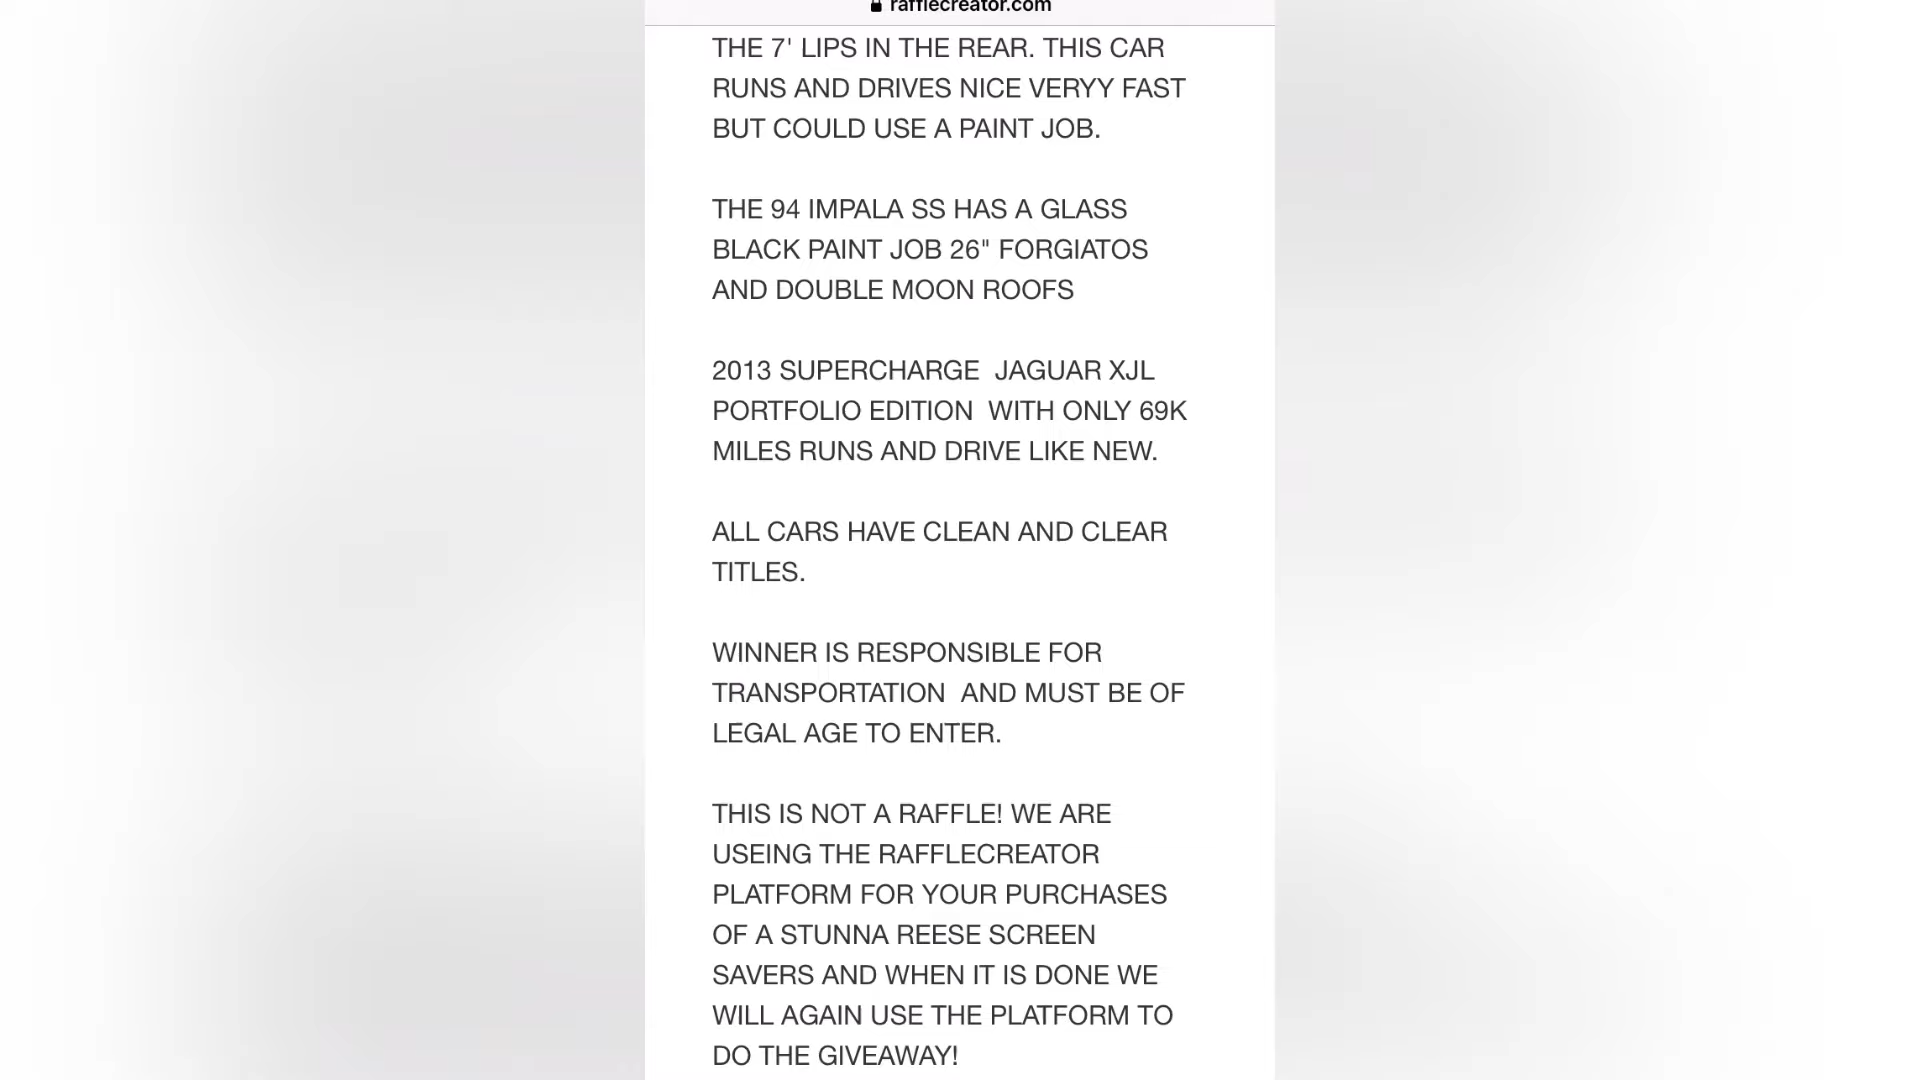 rafflecreator.com
THE 7' LIPS IN THE REAR. THIS CAR
RUNS AND DRIVES NICE VERYY FAST
BUT COULD USE A PAINT JOB.
THE 94 IMPALA SS HAS A GLASS
BLACK PAINT JOB 26" FORGIATOS
AND DOUBLE MOON ROOFS
2013 SUPERCHARGE JAGUAR XJL
PORTFOLIO EDITION WITH ONLY 69K
MILES RUNS AND DRIVE LIKE NEW.
ALL CARS HAVE CLEAN AND CLEAR
TITLES.
WINNER IS RESPONSIBLE FOR
TRANSPORTATION AND MUST BE OF
LEGAL AGE TO ENTER.
THIS IS NOT A RAFFLE! WE ARE
USEING THE RAFFLECREATOR
PLATFORM FOR YOUR PURCHASES
OF A STUNNA REESE SCREEN
SAVERS AND WHEN IT IS DONE WE
WILL AGAIN USE THE PLATFORM TO
DO THE GIVEAWAY!